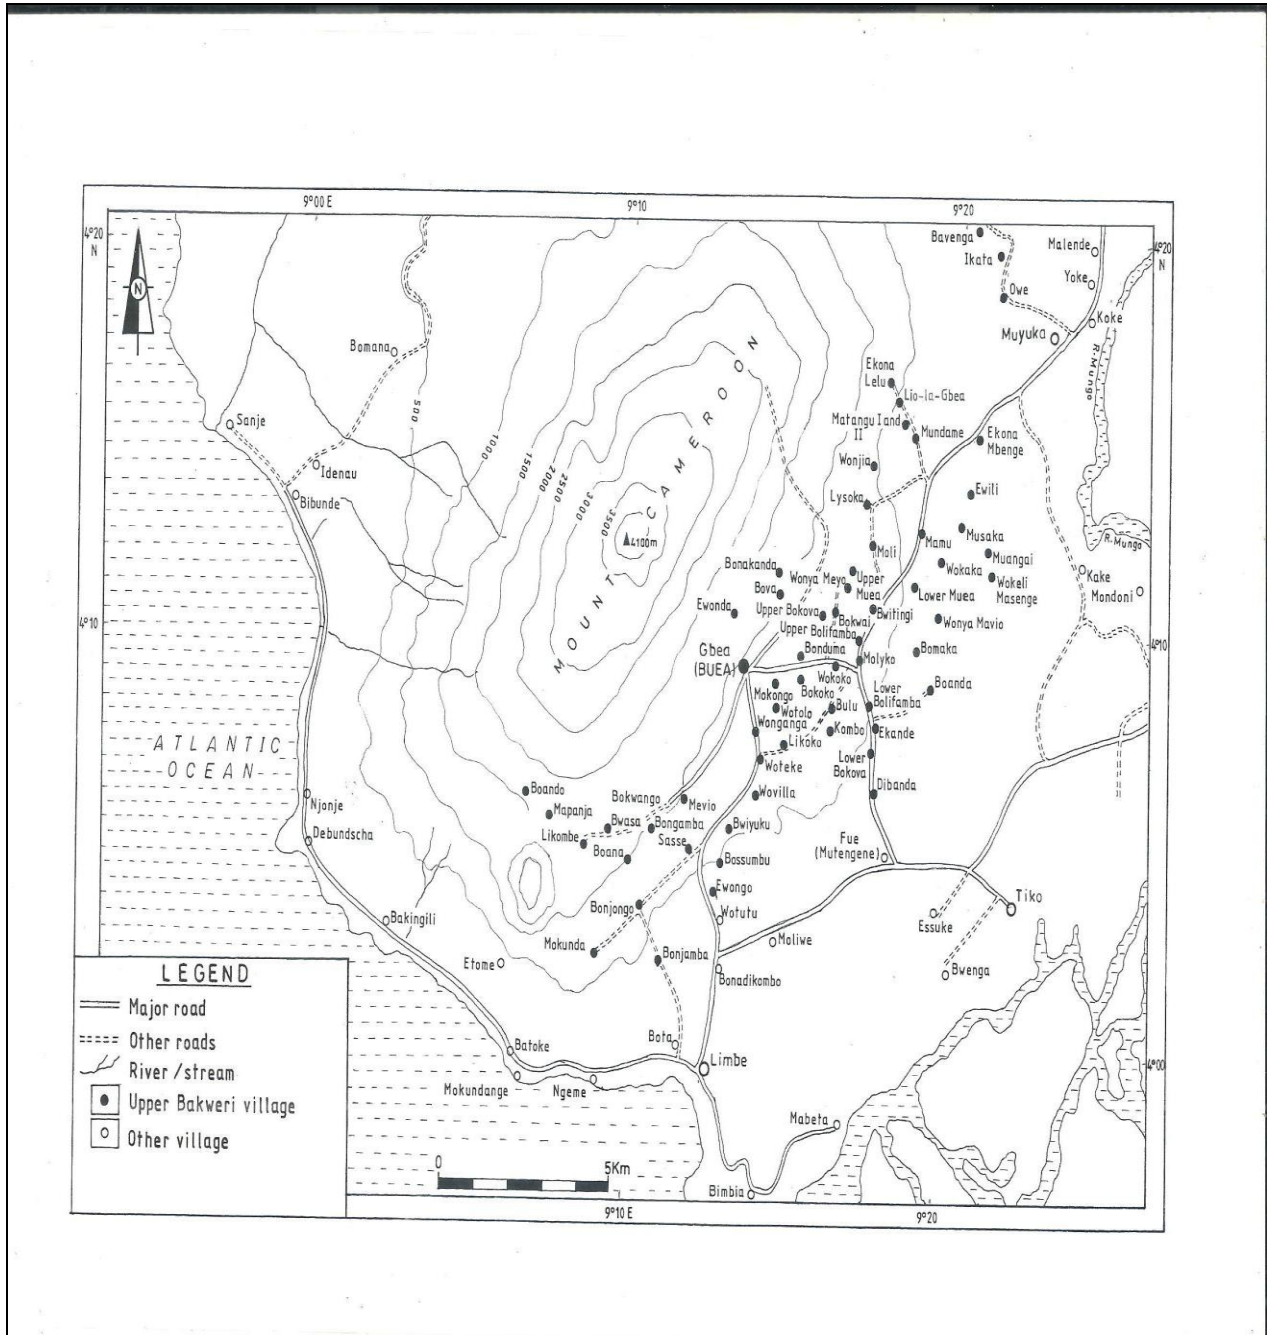 9°00 E
9°10
9°20
4°20
N
4°20
N
N
Bavenga
Malende
Ikata
Yoke
Owe
Koke
Muyuka
R.Mungo
Bomana
500
1000
1500
2000
2500
3000
3500
4100m
MOUNT CAMEROON
Ekona
Lelu
Lio-la-Gbea
Matangu I and
II
Mundame
Ekona
Mbenge
Sanje
Idenau
Bibunde
Wonjia
Lysoka
Ewili
Mamu
Musaka
R.Mungo
Moli
Muangai
Bonakanda
Wonya Meyo
Upper
Muea
Wokaka
Wokeli
Masenge
Kake
Mondoni
Bova
Lower Muea
Ewonda
Upper Bokova
Bokwai
Bwitingi
Wonya Mavio
4°10
4°10
Upper Bolifamba
Gbea
(BUEA)
Bonduma
Molyko
Bomaka
Wokoko
Mokongo
Bokoko
Lower
Bolifamba
Boanda
Wotolo
Bulu
Wonganga
Kombo
Ekande
Likoko
ATLANTIC
OCEAN
Woteke
Lower
Bokova
Boando
Bokwango
Mevio
Wovilla
Dibanda
Njonje
Mapanja
Debundscha
Likombe
Bwasa
Bongamba
Bwiyuku
Sasse
Boana
Fue
(Mutengene)
Bossumbu
Ewongo
Tiko
Bonjongo
Wotutu
Essuke
Bakingili
Mokunda
Moliwe
Etome
Bonjamba
Bonadikombo
Bwenga
LEGEND
Major road
Other roads
River /stream
Upper Bakweri village
Other village
Batoke
Bota
Limbe
4°00
Mokundange
Ngeme
Mabeta
0
5Km
Bimbia
9°10 E
9°20